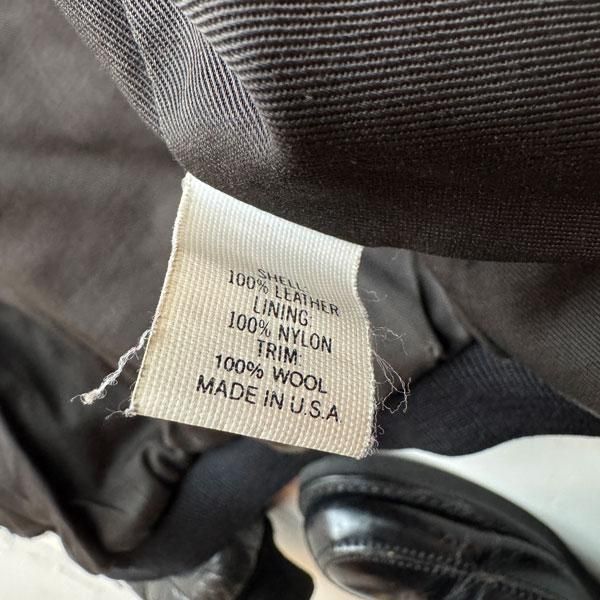 SHELL:
100% LEATHER
LINING:
100% NYLON
TRIM:
100% WOOL
MADE IN U.S.A